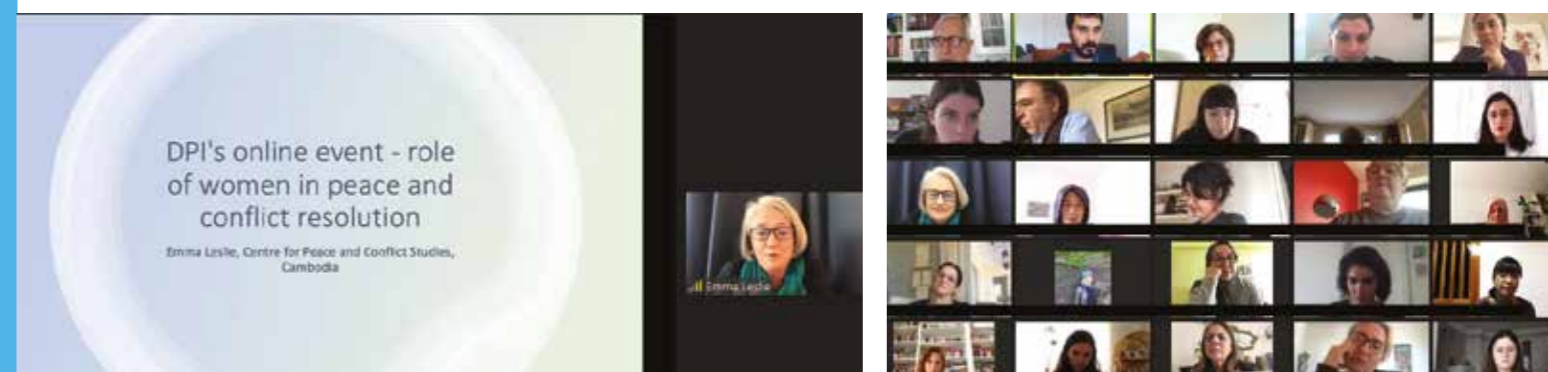 DPI's online event - role
of women in peace and
conflict resolution
Emma Leslie, Centre for Peace and Conflict Studies,
Cambodia
Emma Leslie